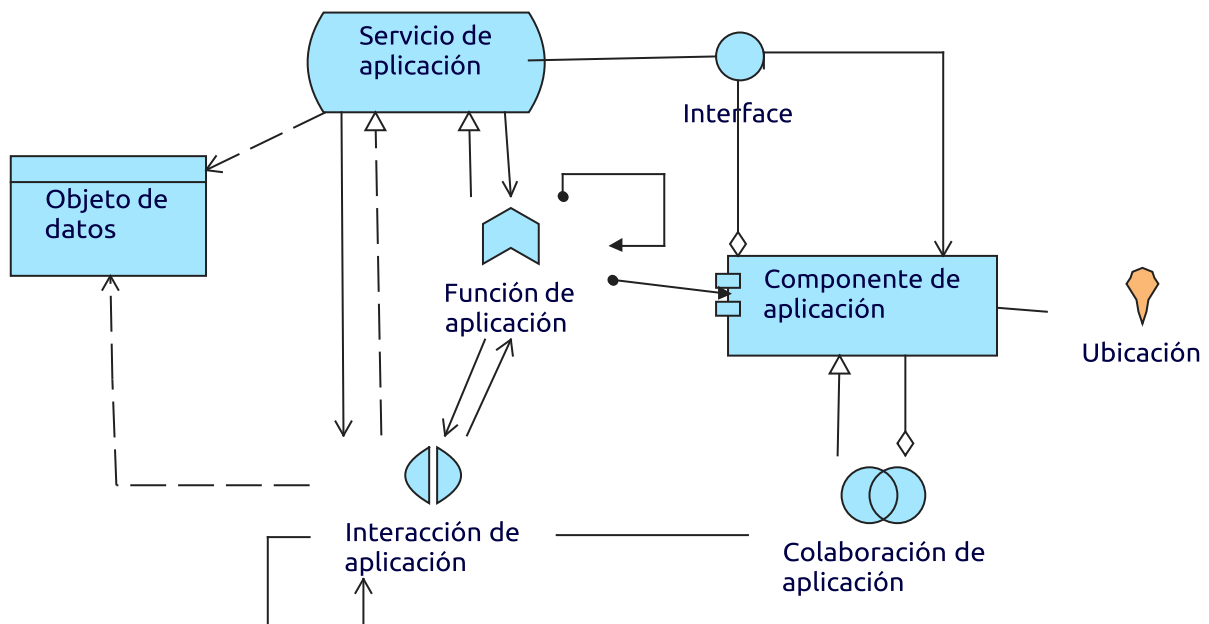 Servicio de
aplicación
Interface
Objeto de
datos
Función de
aplicación
Componente de
aplicación
Ubicación
Interacción de
aplicación
Colaboración de
aplicación